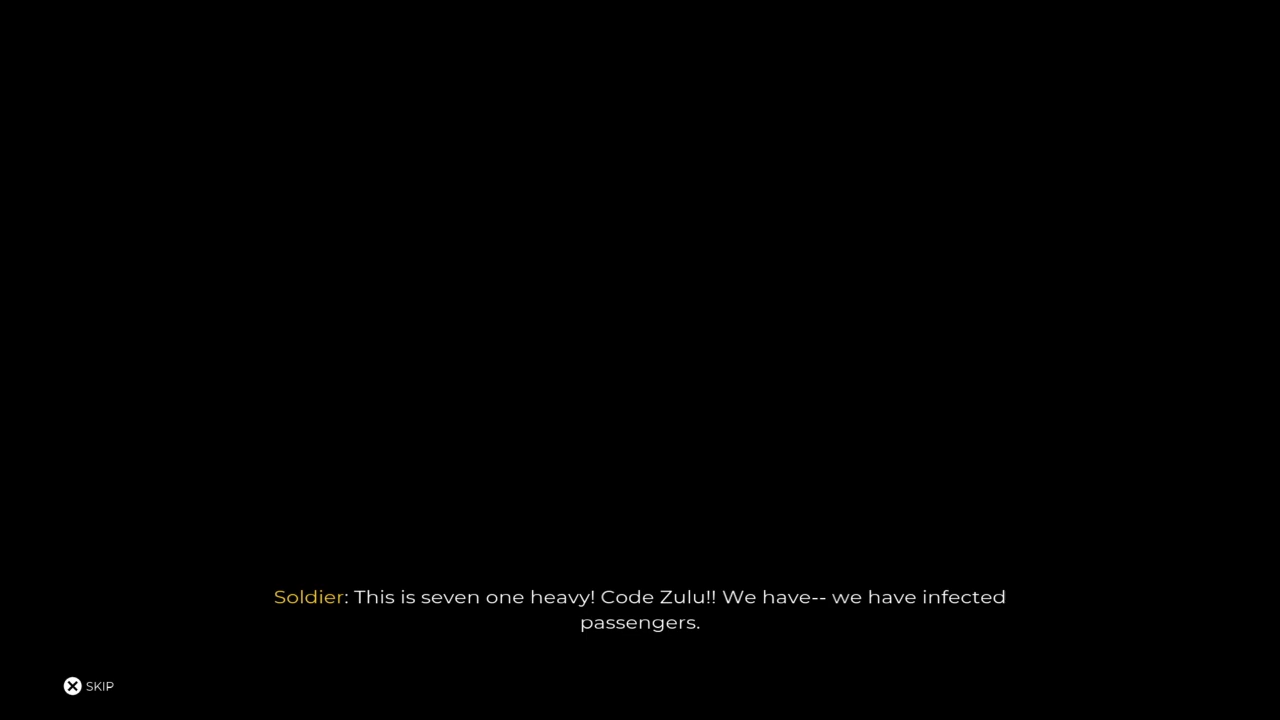 Soldier: This is seven one heavy! Code Zulu!! We have-- we have infected
passengers.
SKIP